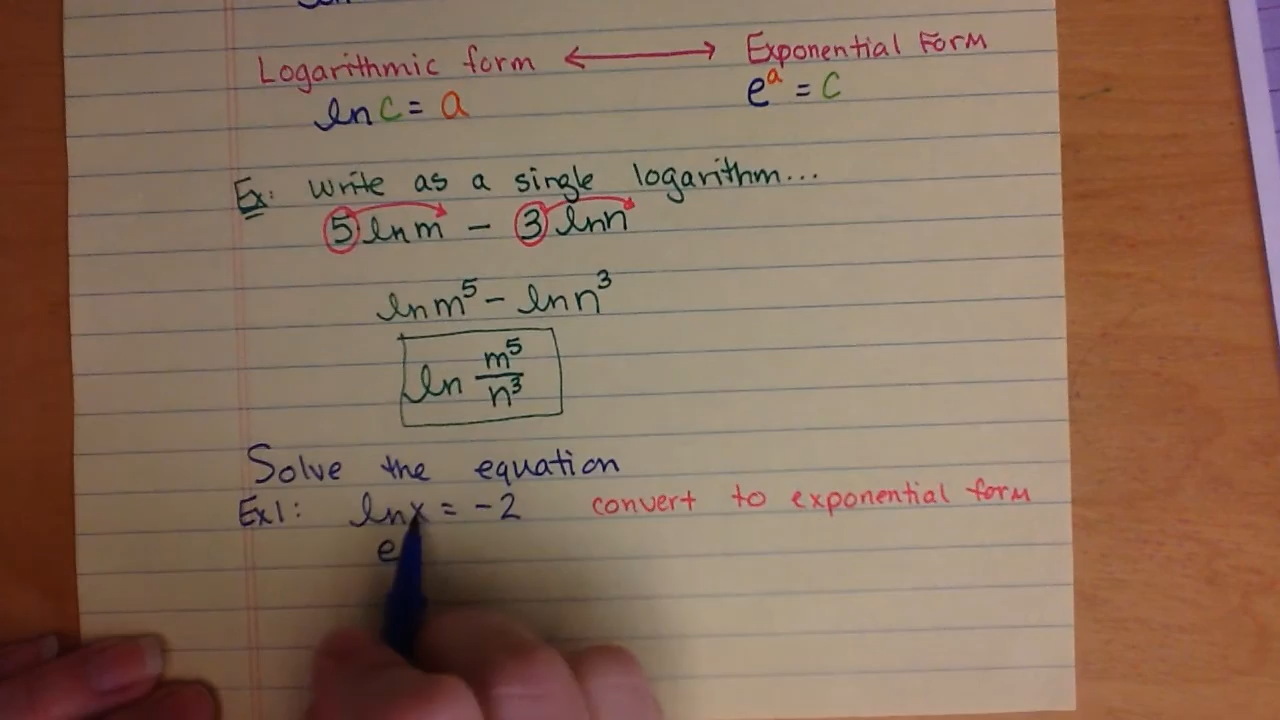 Logarithmic form ⟷ Exponential Form
ln c = a e^a = c
Ex: Write as a single logarithm...
5 ln m - 3 ln n
ln m^5 - ln n^3
ln m^5/n^3
Solve the equation
Ex1: ln x = -2 convert to exponential form
e